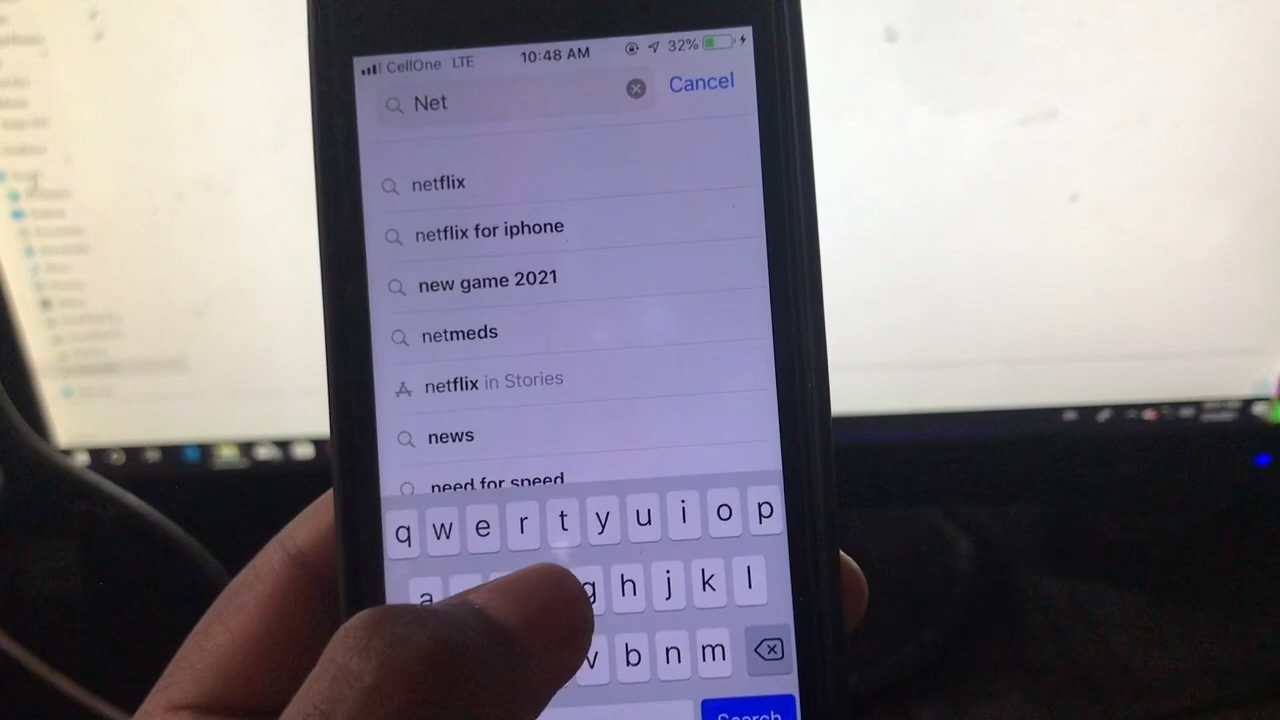 CellOne LTE 10:48 AM 32%
Net Cancel
netflix
netflix for iphone
new game 2021
netmeds
netflix in Stories
news
need for speed
q w e r t y u i o p
a g h j k l
v b n m
Search